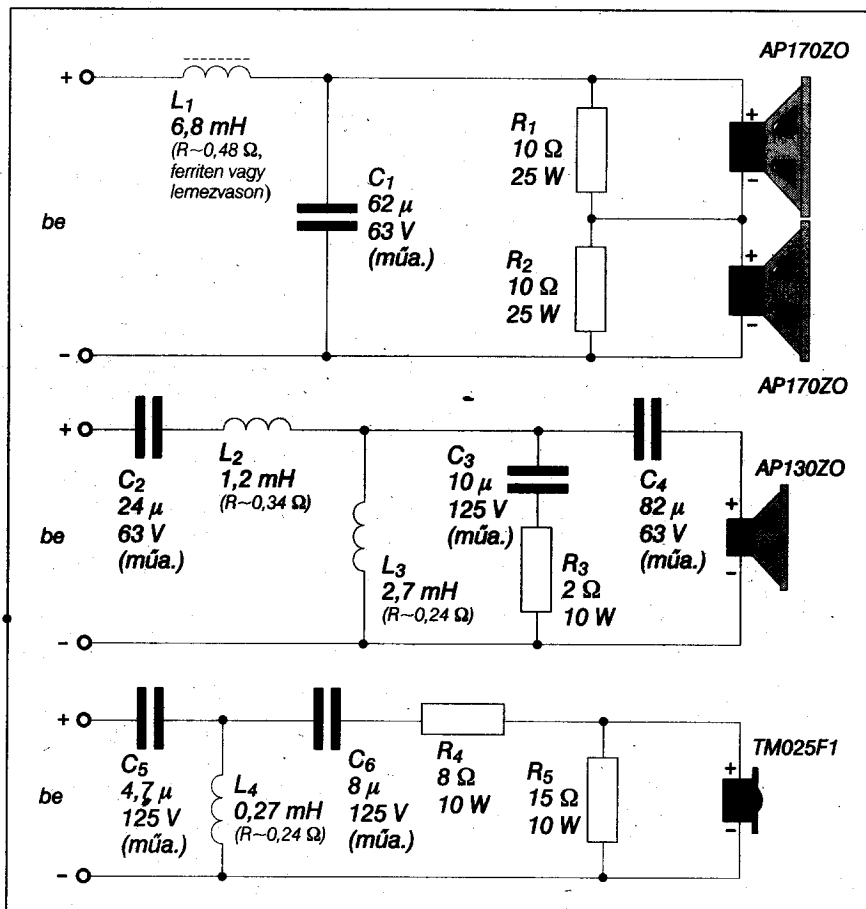 AP170ZO
+
L1
6,8 mH
(R~0,48 Ω,
ferriten vagy
lemezvason)
be
C1
62 µ
63 V
(műa.)
R1
10 Ω
25 W
+
−
R2
10 Ω
25 W
+
−
−
AP170ZO
+
C2
24 µ
63 V
(műa.)
L2
1,2 mH
(R~0,34 Ω)
be
L3
2,7 mH
(R~0,24 Ω)
C3
10 µ
125 V
(műa.)
R3
2 Ω
10 W
C4
82 µ
63 V
(műa.)
AP130ZO
+
−
−
+
C5
4,7 µ
125 V
(műa.)
be
L4
0,27 mH
(R~0,24 Ω)
C6
8 µ
125 V
(műa.)
R4
8 Ω
10 W
R5
15 Ω
10 W
TM025F1
+
−
−